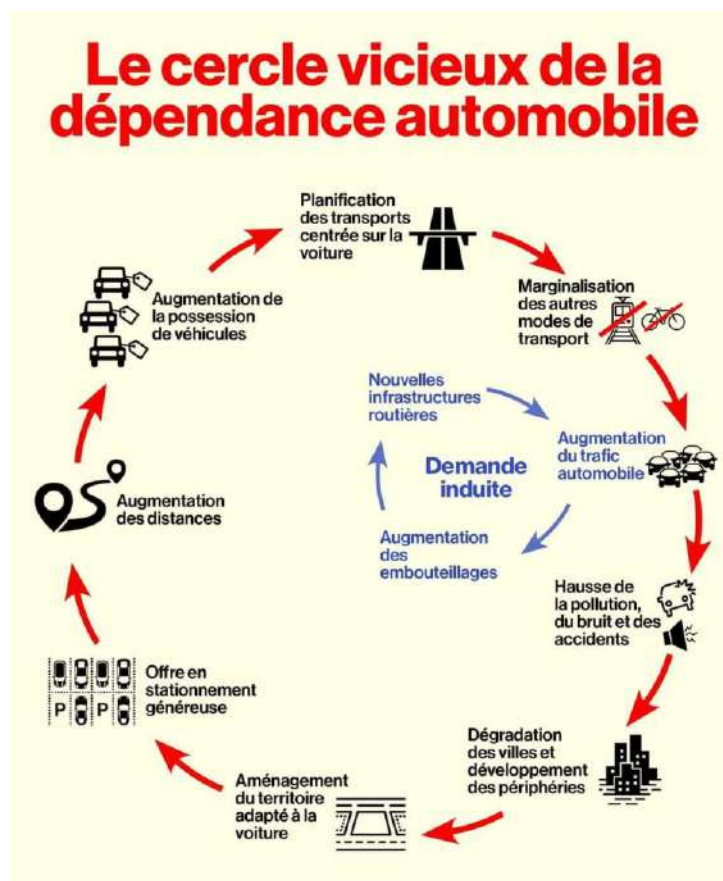 Le cercle vicieux de la
dépendance automobile
Planification
des transports
centrée sur la
voiture
Marginalisation
des autres
modes de
transport
Augmentation
du trafic
automobile
Hausse de
la pollution,
du bruit et des
accidents
Dégradation
des villes et
développement
des périphéries
Aménagement
du territoire
adapté à la
voiture
Offre en
stationnement
généreuse
P P
Augmentation
des distances
Augmentation de
la possession
de véhicules
Nouvelles
infrastructures
routières
Demande
induite
Augmentation
des
embouteillages